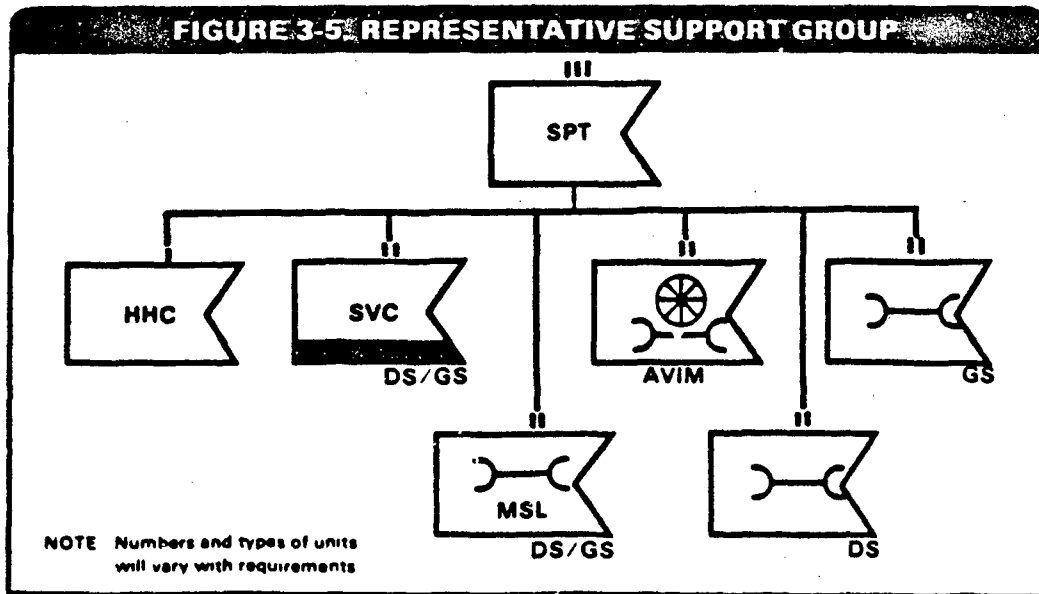 FIGURE 3-5. REPRESENTATIVE SUPPORT GROUP
III
SPT
I
HHC
II
SVC
DS/GS
II
AVIM
II
GS
II
MSL
DS/GS
II
DS
NOTE Numbers and types of units
will vary with requirements